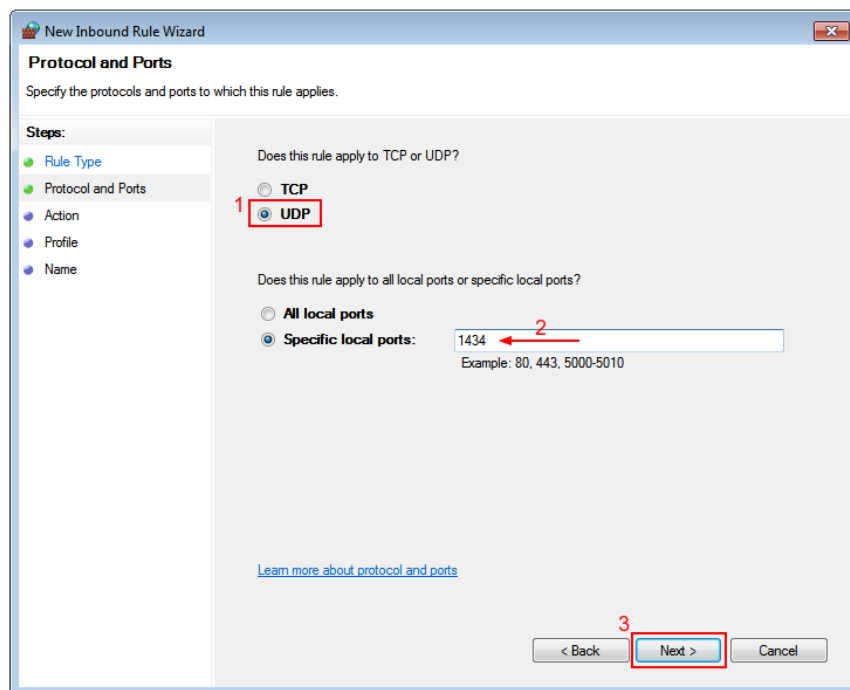 New Inbound Rule Wizard
Protocol and Ports
Specify the protocols and ports to which this rule applies.
Steps:
Rule Type
Protocol and Ports
Action
Profile
Name
Does this rule apply to TCP or UDP?
TCP
1
UDP
Does this rule apply to all local ports or specific local ports?
All local ports
Specific local ports:
1434
2
Example: 80, 443, 5000-5010
Learn more about protocol and ports
3
< Back
Next >
Cancel